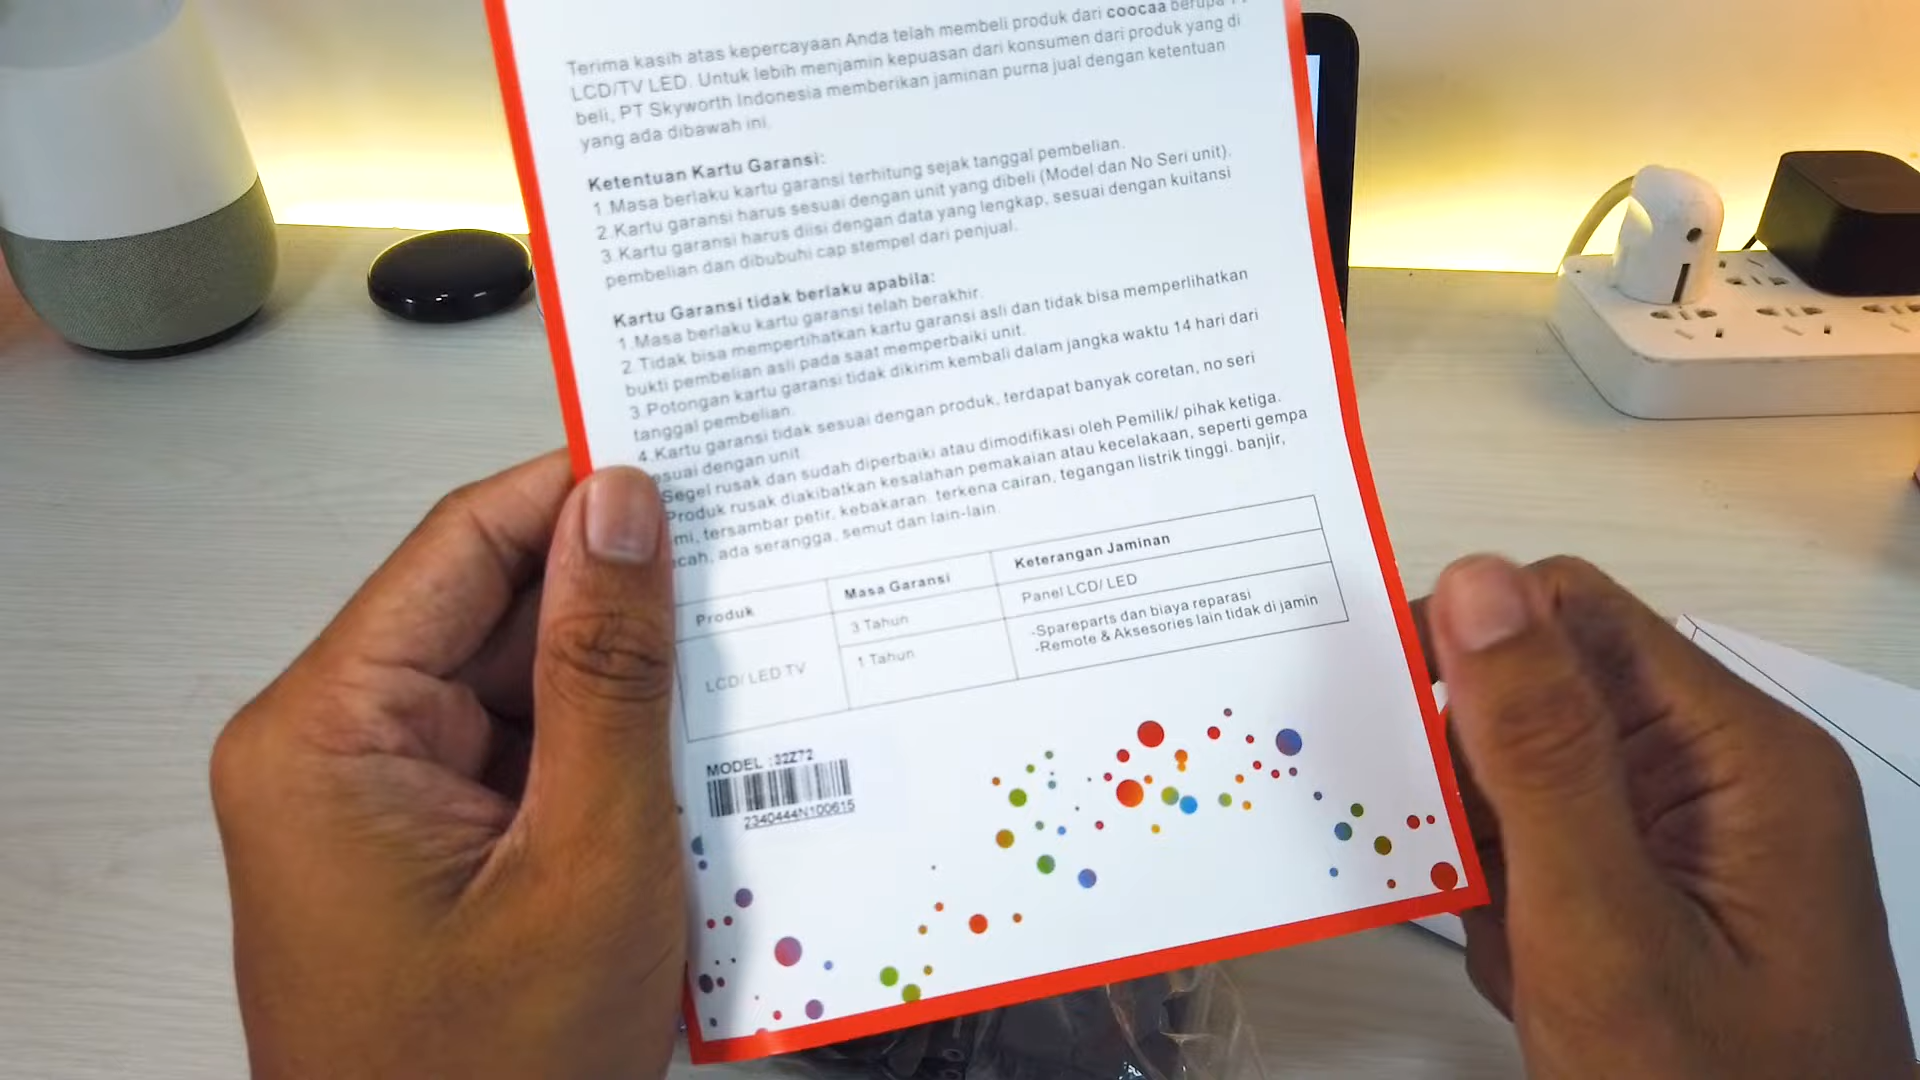 Terima kasih atas kepercayaan Anda telah membeli produk dari coocaa berupa
LCD/TV LED. Untuk lebih menjamin kepuasan dari konsumen dari produk yang di
beli, PT Skyworth Indonesia memberikan jaminan purna jual dengan ketentuan
yang ada dibawah ini.
Ketentuan Kartu Garansi:
1.Masa berlaku kartu garansi terhitung sejak tanggal pembelian.
2.Kartu garansi harus sesuai dengan unit yang dibeli (Model dan No Seri unit).
3.Kartu garansi harus diisi dengan data yang lengkap, sesuai dengan kuitansi
pembelian dan dibubuhi cap stempel dari penjual.
Kartu Garansi tidak berlaku apabila:
1.Masa berlaku kartu garansi telah berakhir.
2.Tidak bisa mempertihatkan kartu garansi asli dan tidak bisa memperlihatkan
bukti pembelian asli pada saat memperbaiki unit.
3.Potongan kartu garansi tidak dikirim kembali dalam jangka waktu 14 hari dari
tanggal pembelian.
4.Kartu garansi tidak sesuai dengan produk, terdapat banyak coretan, no seri
esuai dengan unit
Segel rusak dan sudah diperbaiki atau dimodifikasi oleh Pemilik/ pihak ketiga.
Produk rusak diakibatkan kesalahan pemakaian atau kecelakaan, seperti gempa
mi, tersambar petir, kebakaran, terkena cairan, tegangan listrik tinggi, banjir,
cah, ada serangga, semut dan lain-lain.
Produk Masa Garansi Keterangan Jaminan
LCD/ LED TV 3 Tahun Panel LCD/ LED
1 Tahun -Spareparts dan biaya reparasi
-Remote & Aksesories lain tidak di jamin
MODEL :32Z72
2340444N100615